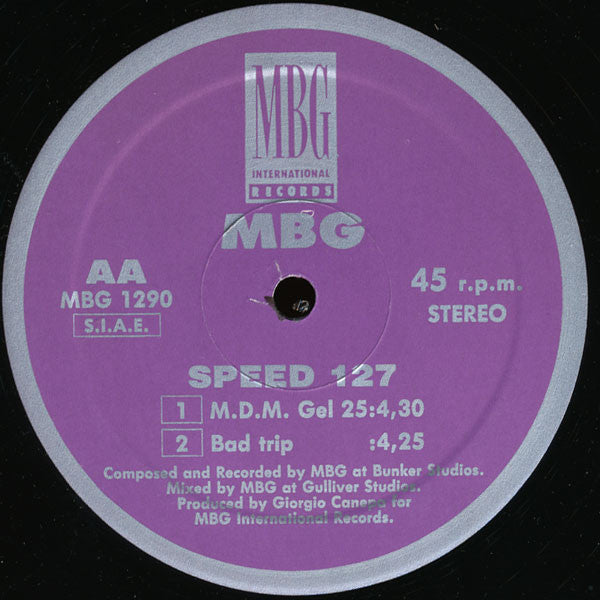 MBG
INTERNATIONAL
RECORDS
MBG
AA
MBG 1290
S.I.A.E.
45 r.p.m.
STEREO
SPEED 127
1 M.D.M. Gel 25:4,30
2 Bad trip :4,25
Composed and Recorded by MBG at Bunker Studios.
Mixed by MBG at Gulliver Studios.
Produced by Giorgio Canepa for
MBG International Records.